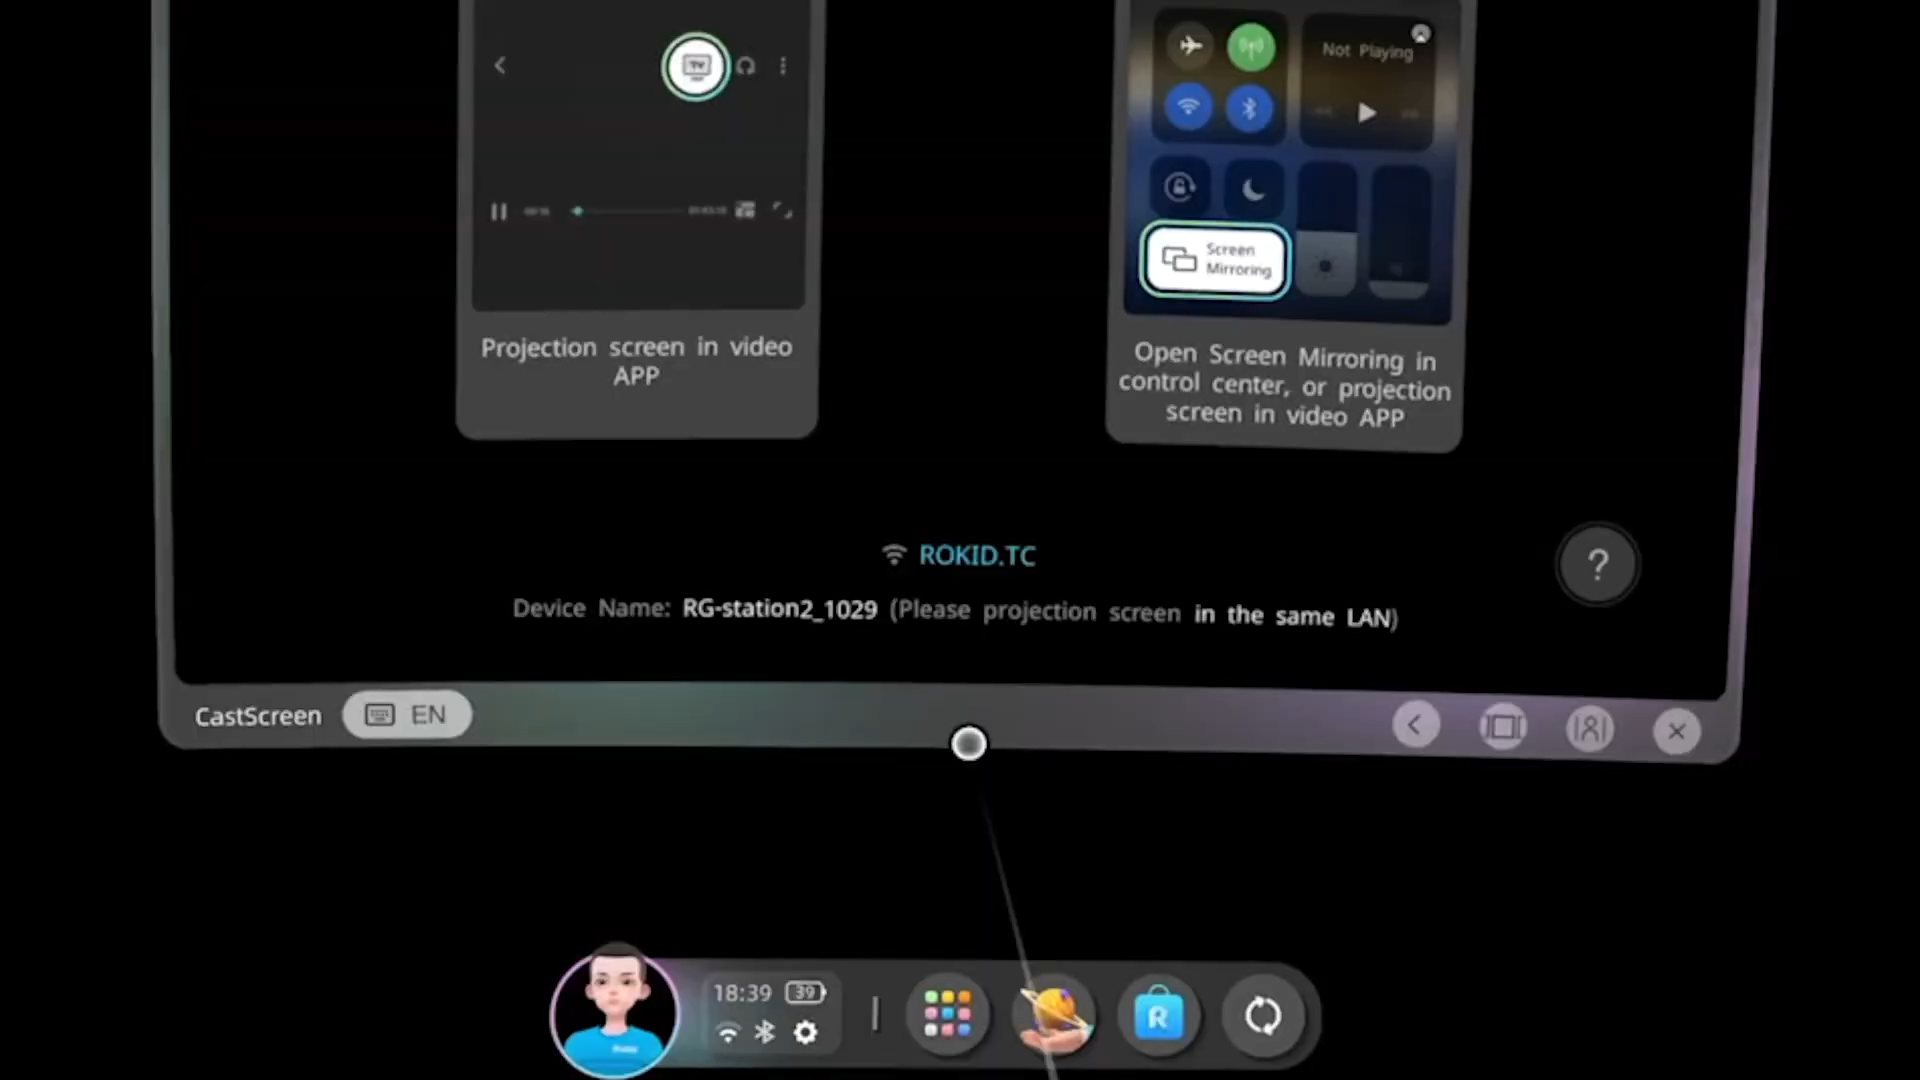 TV
Not Playing
Screen
Mirroring
Projection screen in video
APP
Open Screen Mirroring in
control center, or projection
screen in video APP
ROKID.TC
?
Device Name: RG-station2_1029 (Please projection screen in the same LAN)
CastScreen
EN
18:39 39
R